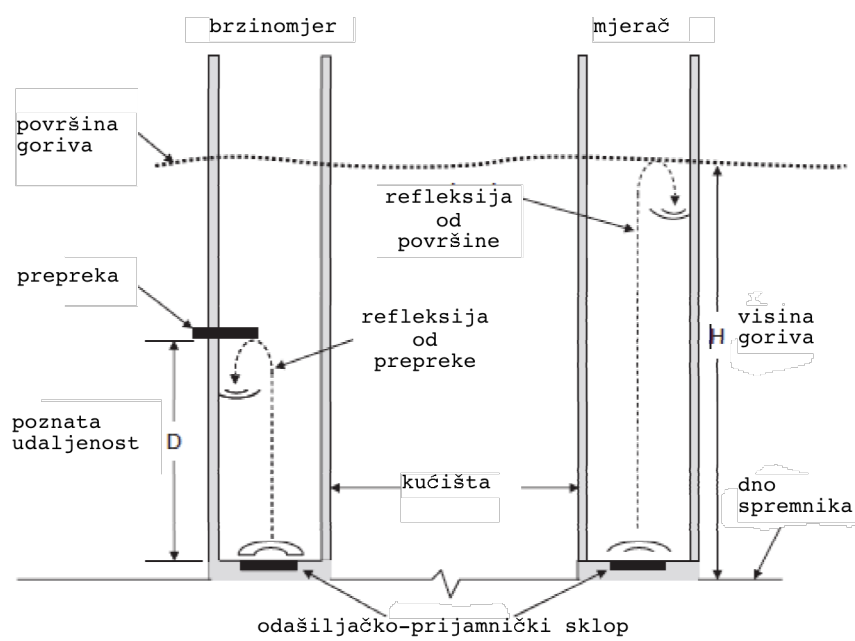 brzinomjer
mjerač
površina
goriva
refleksija
od
površine
prepreka
refleksija
od
prepreke
H
visina
goriva
poznata
udaljenost
D
kućišta
dno
spremnika
odašiljačko-prijamnički sklop